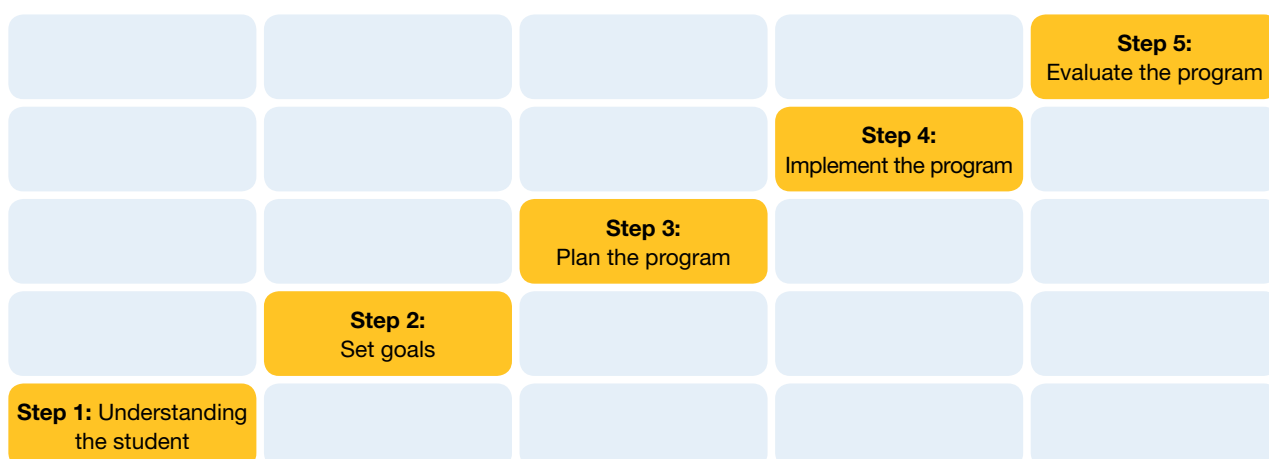 Step 5:
Evaluate the program
Step 4:
Implement the program
Step 3:
Plan the program
Step 2:
Set goals
Step 1: Understanding
the student